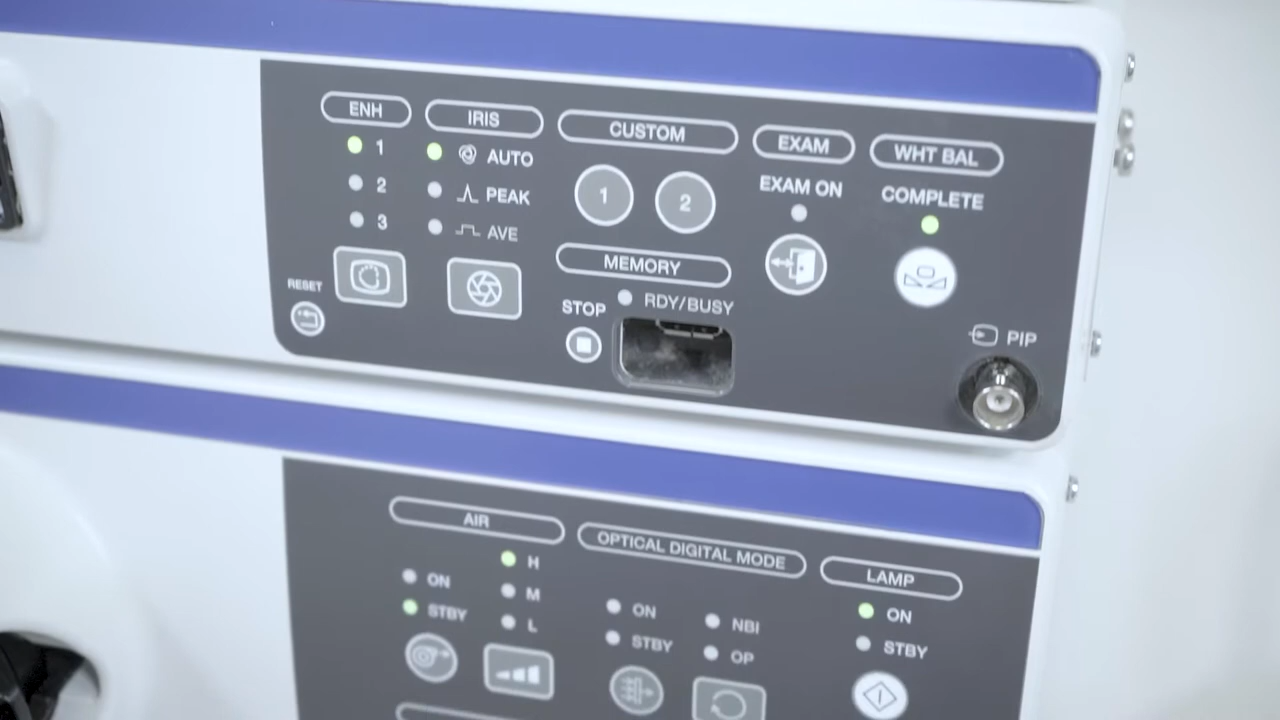 ENH
1
2
3
RESET
IRIS
AUTO
PEAK
AVE
CUSTOM
1
2
MEMORY
STOP
RDY/BUSY
EXAM
EXAM ON
WHT BAL
COMPLETE
PIP
AIR
ON
STBY
H
M
L
OPTICAL DIGITAL MODE
ON
STBY
NBI
OP
LAMP
ON
STBY